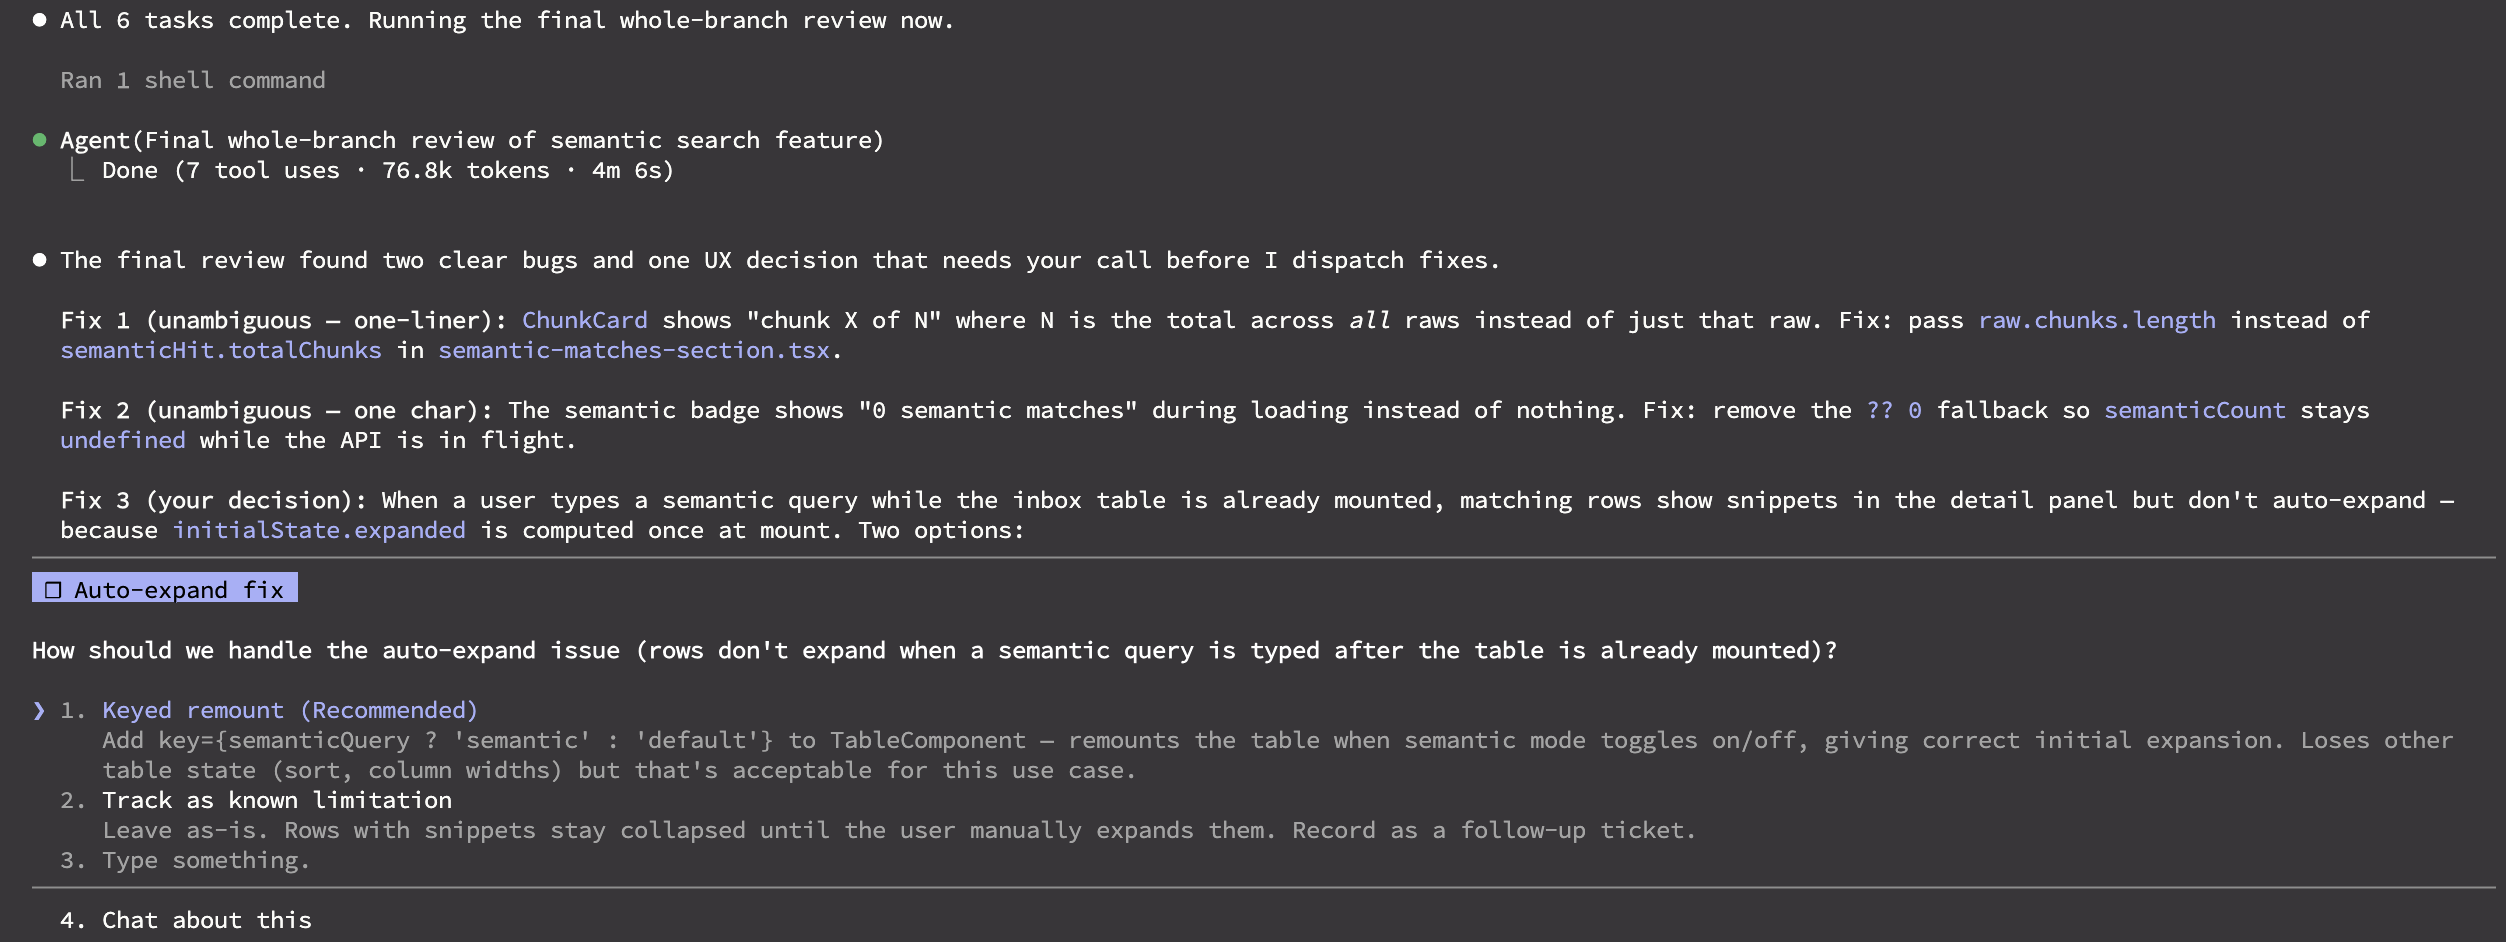 ● All 6 tasks complete. Running the final whole-branch review now.
Ran 1 shell command
● Agent(Final whole-branch review of semantic search feature)
⎿ Done (7 tool uses · 76.8k tokens · 4m 6s)
● The final review found two clear bugs and one UX decision that needs your call before I dispatch fixes.
Fix 1 (unambiguous — one-liner): ChunkCard shows "chunk X of N" where N is the total across all raws instead of just that raw. Fix: pass raw.chunks.length instead of
semanticHit.totalChunks in semantic-matches-section.tsx.
Fix 2 (unambiguous — one char): The semantic badge shows "0 semantic matches" during loading instead of nothing. Fix: remove the ?? 0 fallback so semanticCount stays
undefined while the API is in flight.
Fix 3 (your decision): When a user types a semantic query while the inbox table is already mounted, matching rows show snippets in the detail panel but don't auto-expand —
because initialState.expanded is computed once at mount. Two options:
☐ Auto-expand fix
How should we handle the auto-expand issue (rows don't expand when a semantic query is typed after the table is already mounted)?
❯ 1. Keyed remount (Recommended)
Add key={semanticQuery ? 'semantic' : 'default'} to TableComponent — remounts the table when semantic mode toggles on/off, giving correct initial expansion. Loses other
table state (sort, column widths) but that's acceptable for this use case.
2. Track as known limitation
Leave as-is. Rows with snippets stay collapsed until the user manually expands them. Record as a follow-up ticket.
3. Type something.
4. Chat about this